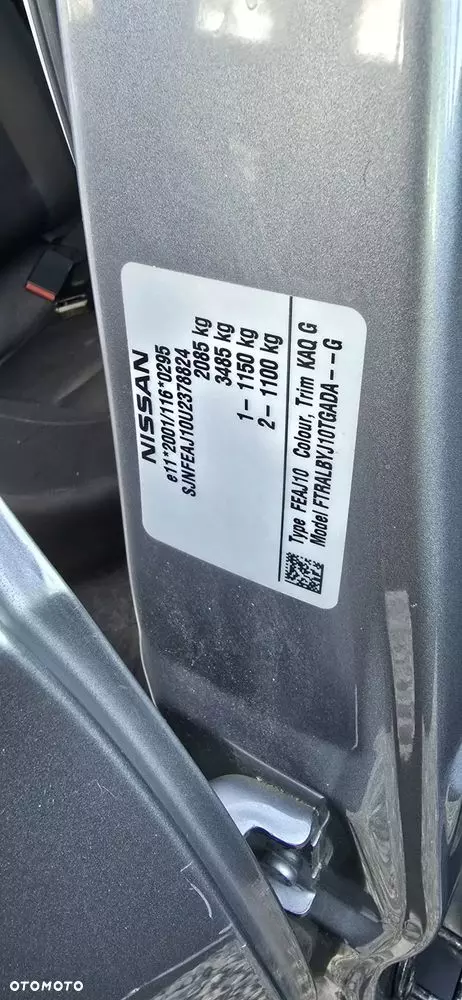 NISSAN
e11*2001/116*0295
SJNFEAJ10U2378824
2085 kg
3485 kg
1- 1150 kg
2- 1100 kg
Type FEAJ10 Colour, Trim KAQ G
Model FTRALBYJ10TGADA--G
OTOMOTO